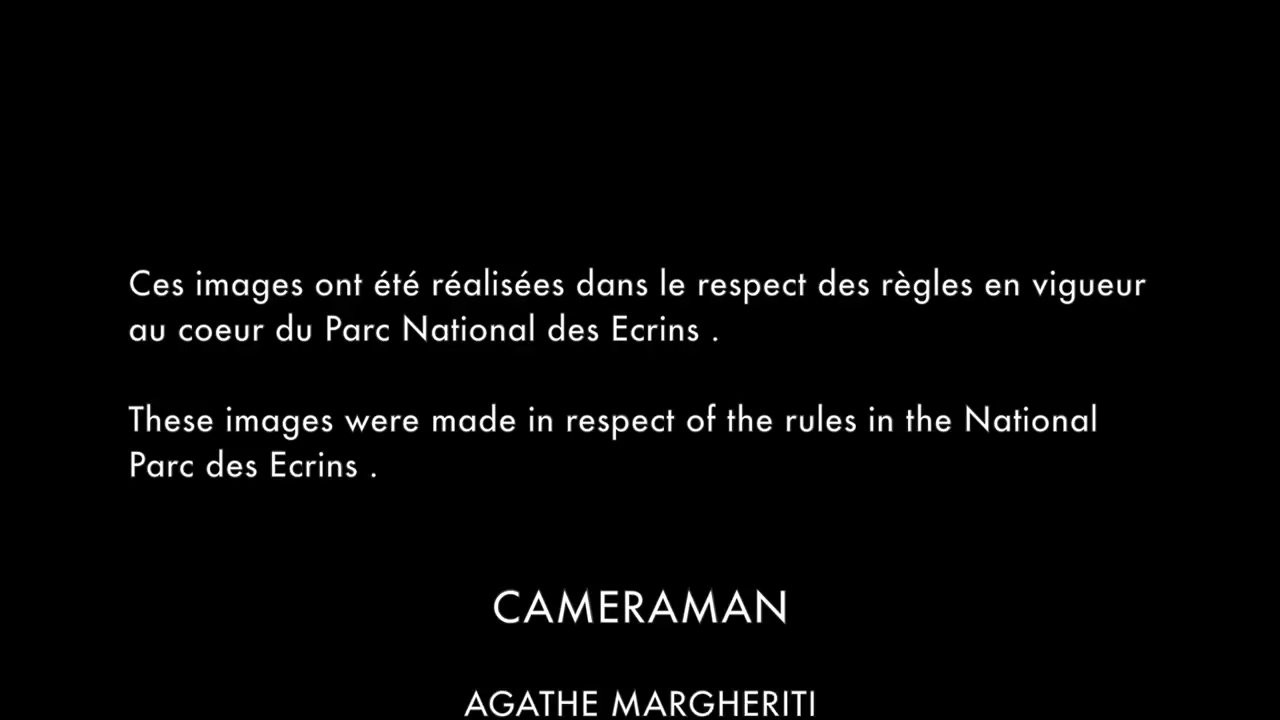 Ces images ont été réalisées dans le respect des règles en vigueur
au coeur du Parc National des Ecrins .
These images were made in respect of the rules in the National
Parc des Ecrins .
CAMERAMAN
AGATHE MARGHERITI